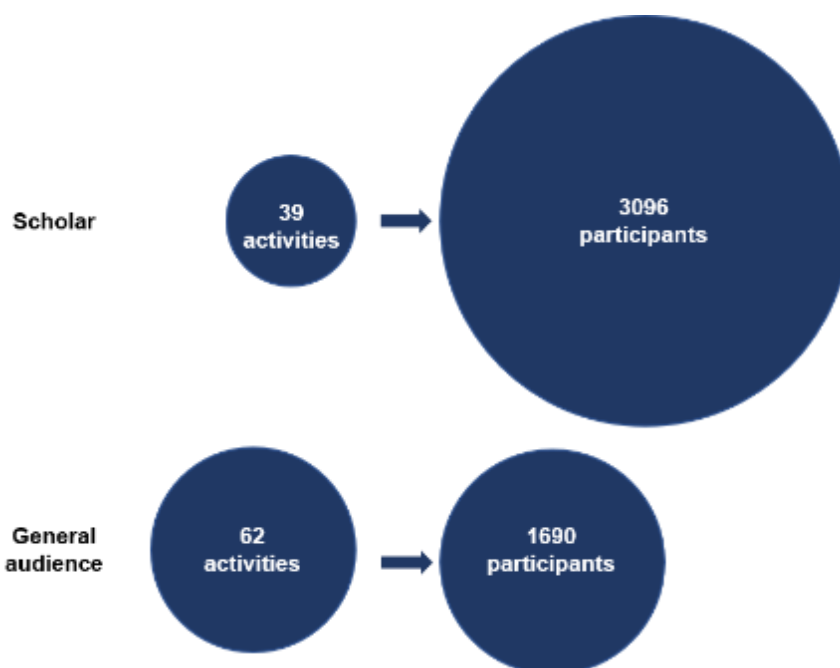 Scholar
39
activities
3096
participants
General
audience
62
activities
1690
participants